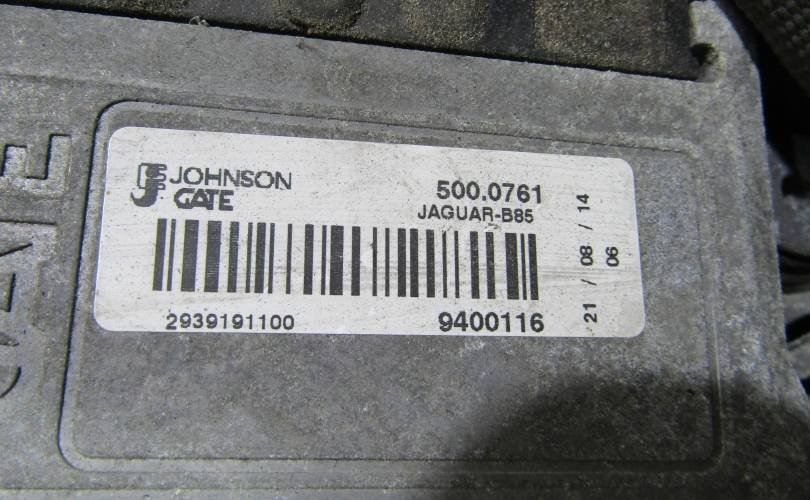 JOHNSON
GATE
500.0761
JAGUAR-B85
2939191100
9400116
21 / 08 / 14
06